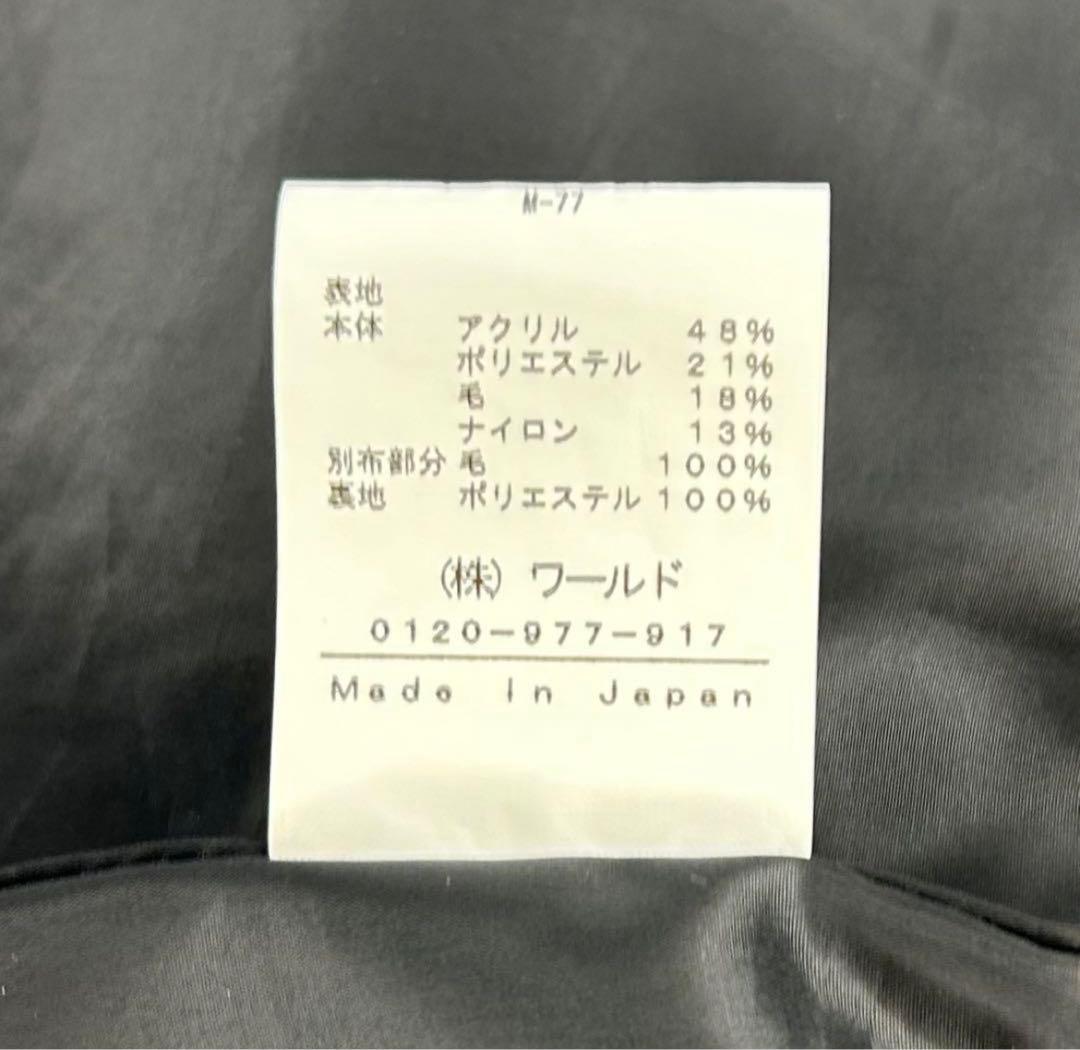 M-77
表地
本体 アクリル 48%
ポリエステル 21%
毛 18%
ナイロン 13%
別布部分 毛 100%
裏地 ポリエステル 100%
(株) ワールド
0120-977-917
Made in Japan